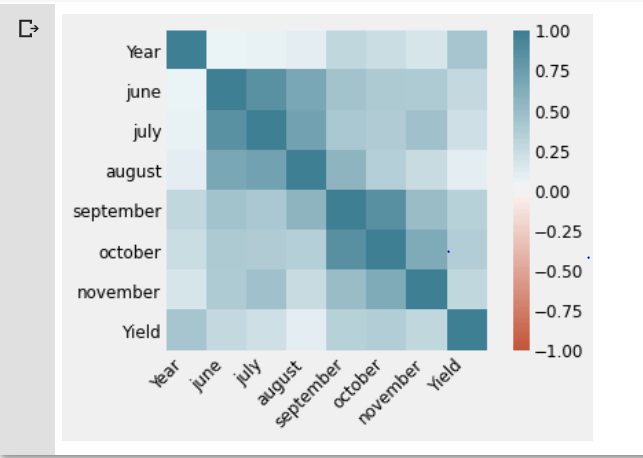 Year
june
july
august
september
october
november
Yield
1.00
0.75
0.50
0.25
0.00
−0.25
−0.50
−0.75
−1.00
Year
june
july
august
september
october
november
Yield